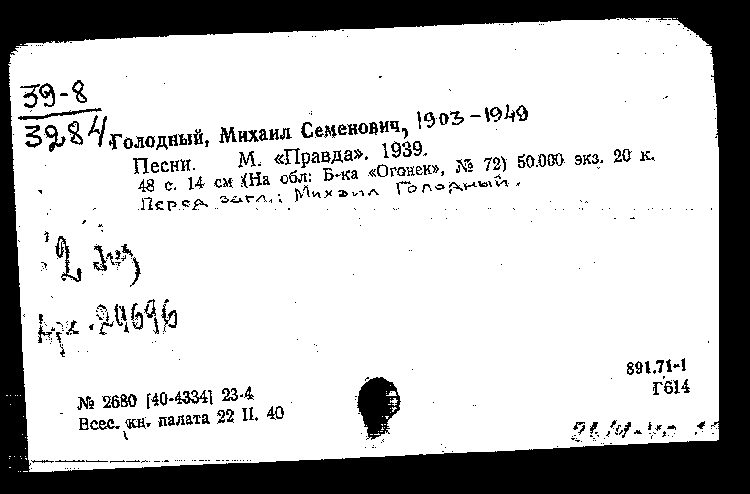 39-8
3284
Голодный, Михаил Семенович, 1903-1949
Песни. М. «Правда». 1939.
48 с. 14 см (На обл: Б-ка «Огонек», № 72) 50.000 экз. 20 к.
Перед загл.: Михаил Голодный.
2 экз
Арх. 29696
891.71-1
Г614
№ 2680 [40-4334] 23-4
Всес. кн. палата 22 II. 40